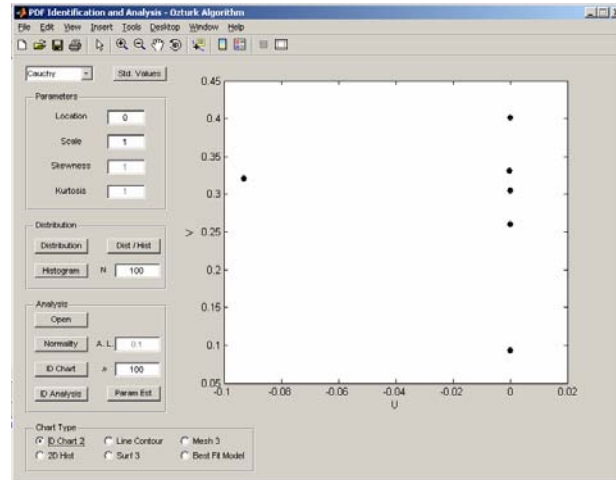 PDF Identification and Analysis - Ozturk Algorithm
File Edit View Insert Tools Desktop Window Help
Cauchy
Std. Values
Parameters
Location 0
Scale 1
Skewness 1
Kurtosis 1
Distribution
Distribution Dist / Hist
Histogram N 100
Analysis
Open
Normality A. L. 0.1
ID Chart n 100
ID Analysis Param Est
Chart Type
ID Chart 2 Line Contour Mesh 3
2D Hist Surf 3 Best Fit Model
0.45
0.4
0.35
0.3
0.25
0.2
0.15
0.1
0.05
V
-0.1 -0.08 -0.06 -0.04 -0.02 0 0.02
U